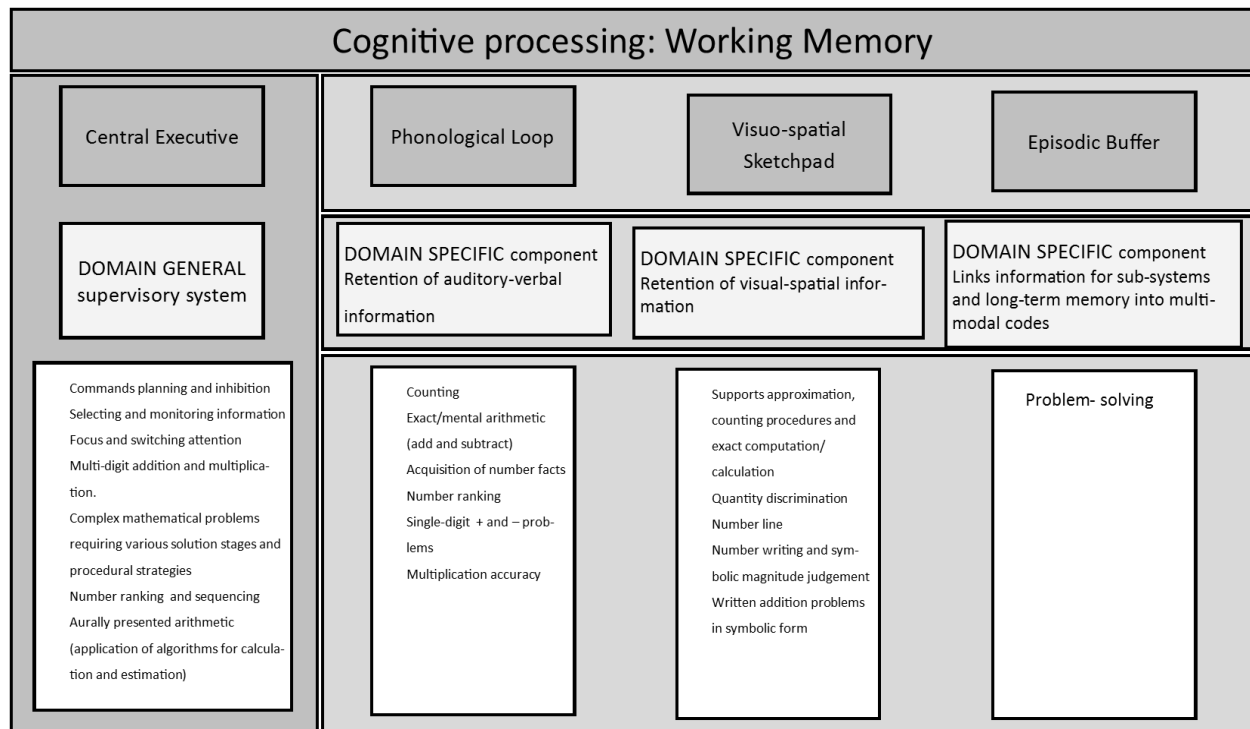 Cognitive processing: Working Memory
Central Executive
Phonological Loop
Visuo-spatial
Sketchpad
Episodic Buffer
DOMAIN GENERAL
supervisory system
DOMAIN SPECIFIC component
Retention of auditory-verbal
information
DOMAIN SPECIFIC component
Retention of visual-spatial infor-
mation
DOMAIN SPECIFIC component
Links information for sub-systems
and long-term memory into multi-
modal codes
Commands planning and inhibition
Selecting and monitoring information
Focus and switching attention
Multi-digit addition and multiplica-
tion.
Complex mathematical problems
requiring various solution stages and
procedural strategies
Number ranking and sequencing
Aurally presented arithmetic
(application of algorithms for calcula-
tion and estimation)
Counting
Exact/mental arithmetic
(add and subtract)
Acquisition of number facts
Number ranking
Single-digit + and – prob-
lems
Multiplication accuracy
Supports approximation,
counting procedures and
exact computation/
calculation
Quantity discrimination
Number line
Number writing and sym-
bolic magnitude judgement
Written addition problems
in symbolic form
Problem- solving